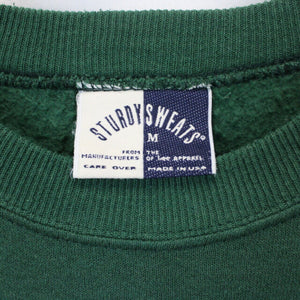 STURDY SWEATS®
M
FROM THE
MANUFACTURERS OF LEE APPAREL
CARE OVER MADE IN USA